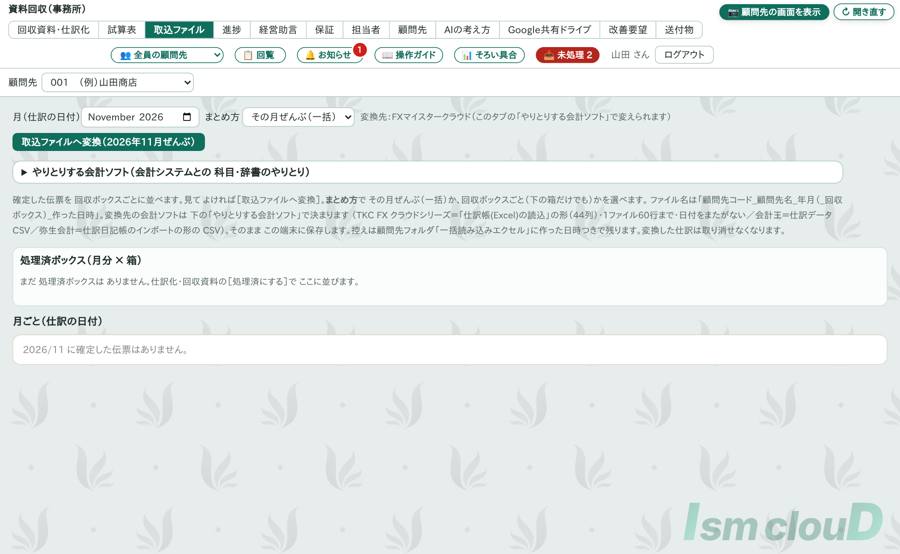 資料回収(事務所)
📷 顧問先の画面を表示
↻ 開き直す
回収資料・仕訳化 試算表 取込ファイル 進捗 経営助言 保証 担当者 顧問先 AIの考え方 Google共有ドライブ 改善要望 送付物
👥 全員の顧問先 📋 回覧 🔔 お知らせ 1 📖 操作ガイド 📊 そろい具合 📥 未処理 2 山田 さん ログアウト
顧問先 001 (例)山田商店
月(仕訳の日付) November 2026 まとめ方 その月ぜんぶ(一括) 変換先:FXマイスタークラウド(このタブの「やりとりする会計ソフト」で変えられます)
取込ファイルへ変換(2026年11月ぜんぶ)
▶ やりとりする会計ソフト(会計システムとの 科目・辞書のやりとり)
確定した伝票を 回収ボックスごとに並べます。見て よければ[取込ファイルへ変換]。まとめ方で その月ぜんぶ(一括)か、回収ボックスごと(下の箱だけでも)かを選べます。ファイル名は「顧問先コード_顧問先名_年月(_回収
ボックス)_作った日時」。変換先の会計ソフトは 下の「やりとりする会計ソフト」で決まります(TKC FX クラウドシリーズ=「仕訳帳(Excel)の読込」の形(44列)・1ファイル60行まで・日付をまたがない/会計王=仕訳データ
CSV/弥生会計=仕訳日記帳のインポートの形の CSV)。そのまま この端末に保存します。控えは顧問先フォルダ「一括読み込みエクセル」に作った日時つきで残ります。変換した仕訳は取り消せなくなります。
処理済ボックス(月分 × 箱)
まだ 処理済ボックスは ありません。仕訳化・回収資料の[処理済にする]で ここに並びます。
月ごと(仕訳の日付)
2026/11 に確定した伝票はありません。
Ism clouD